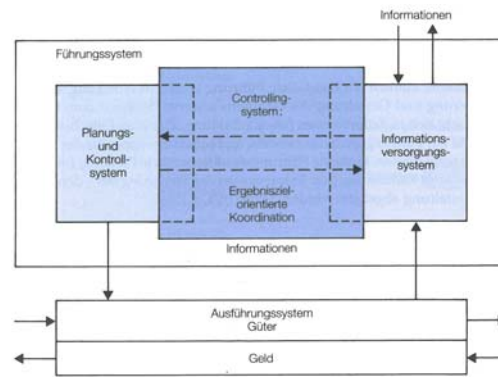 Informationen
Führungssystem
Controlling-
system:
Planungs-
und
Kontroll-
system
Informations-
versorgungs-
system
Ergebnisziel-
orientierte
Koordination
Informationen
Ausführungssystem
Güter
Geld